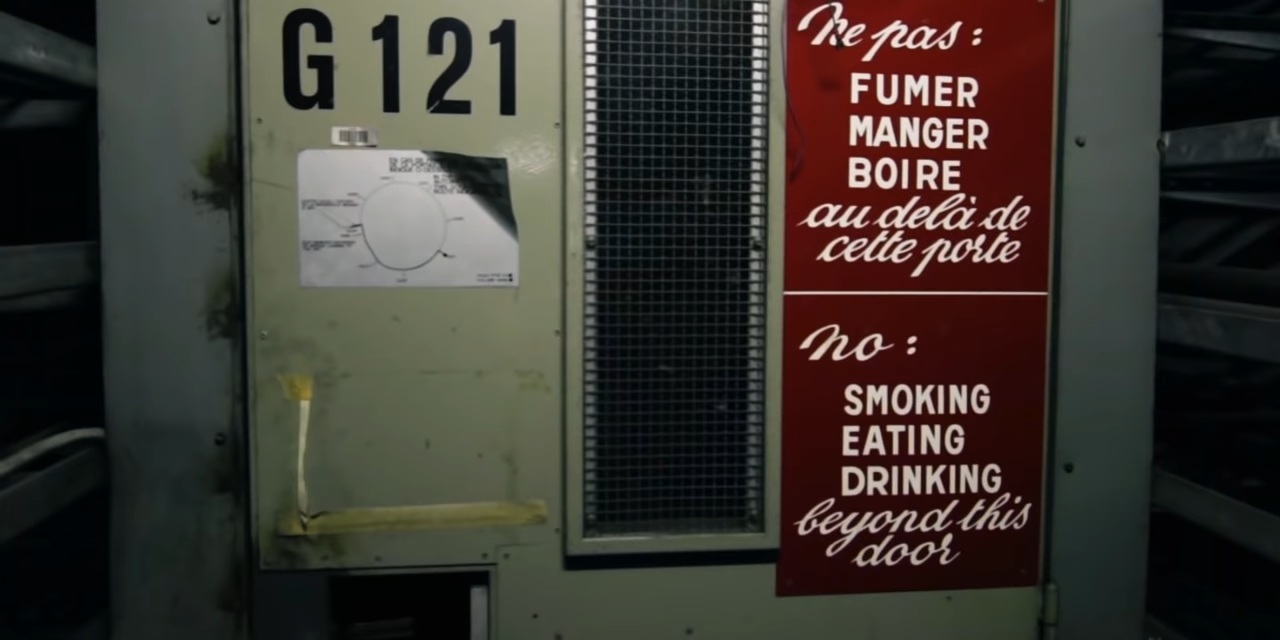 G 121
Ne pas :
FUMER
MANGER
BOIRE
au delà de
cette porte
no :
SMOKING
EATING
DRINKING
beyond this
door